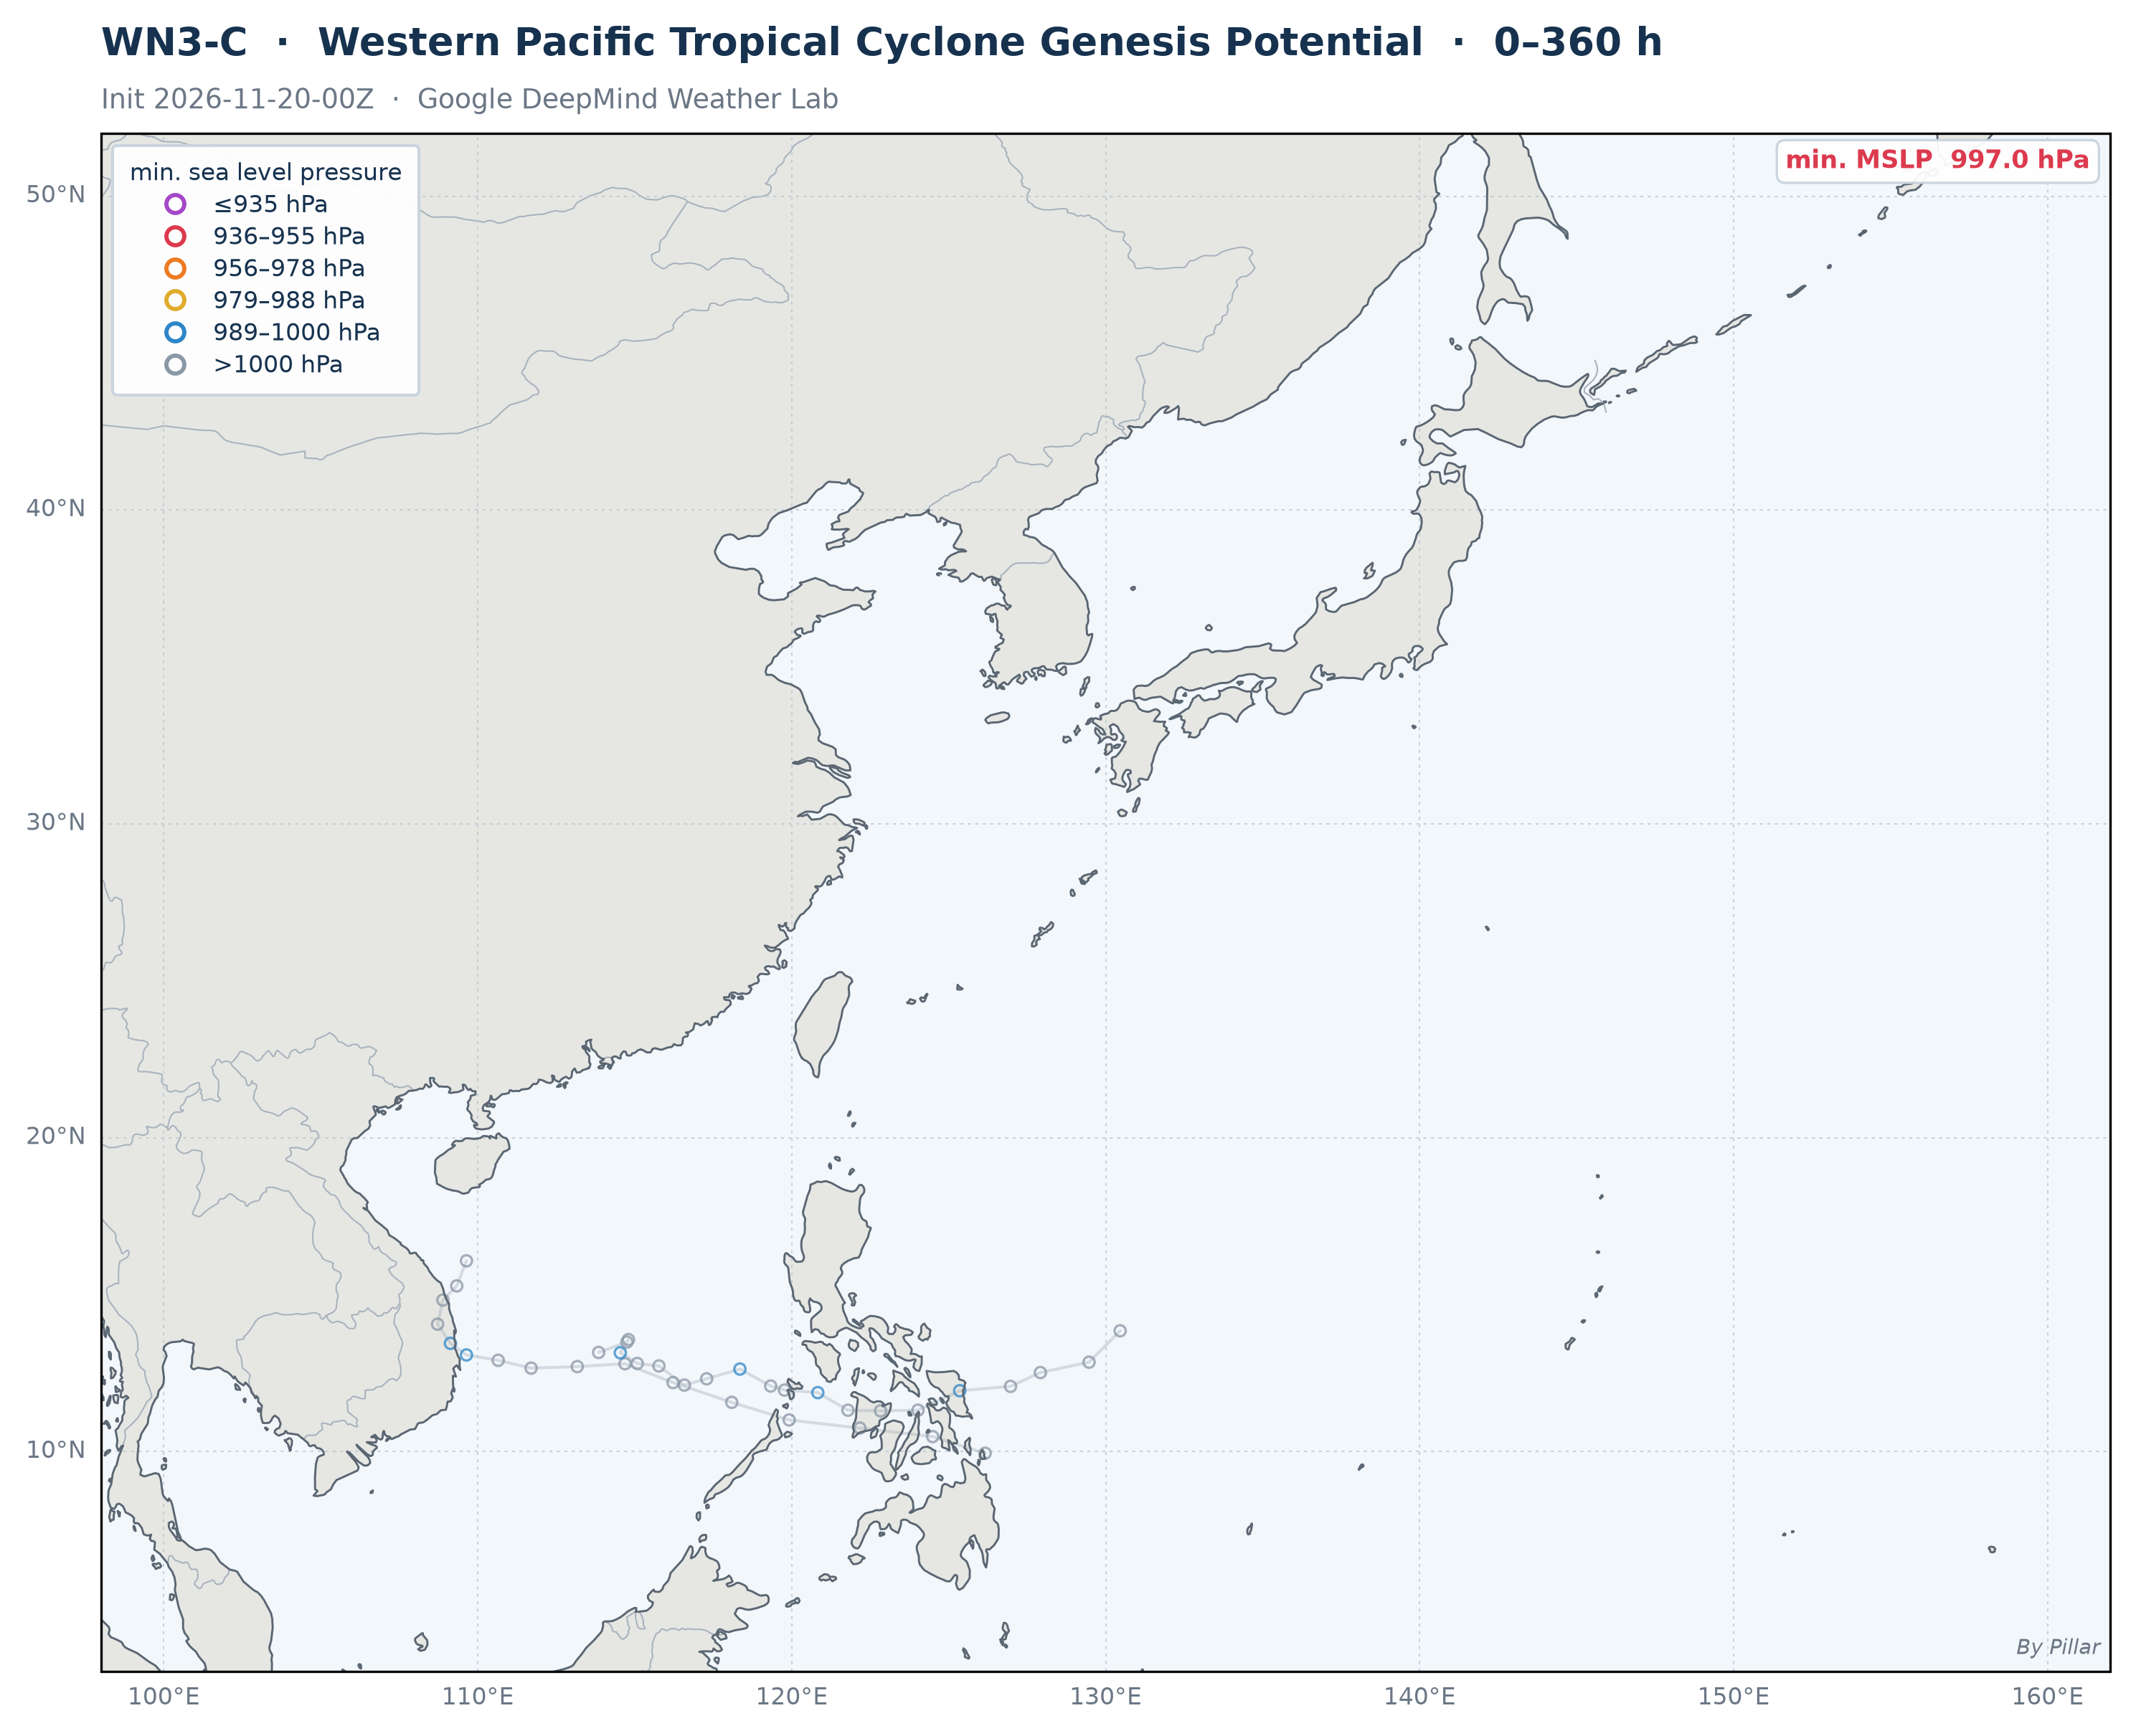 WN3-C · Western Pacific Tropical Cyclone Genesis Potential · 0–360 h
Init 2026-11-20-00Z · Google DeepMind Weather Lab
min. sea level pressure
≤935 hPa
936–955 hPa
956–978 hPa
979–988 hPa
989–1000 hPa
>1000 hPa
min. MSLP 997.0 hPa
50°N
40°N
30°N
20°N
10°N
By Pillar
100°E 110°E 120°E 130°E 140°E 150°E 160°E